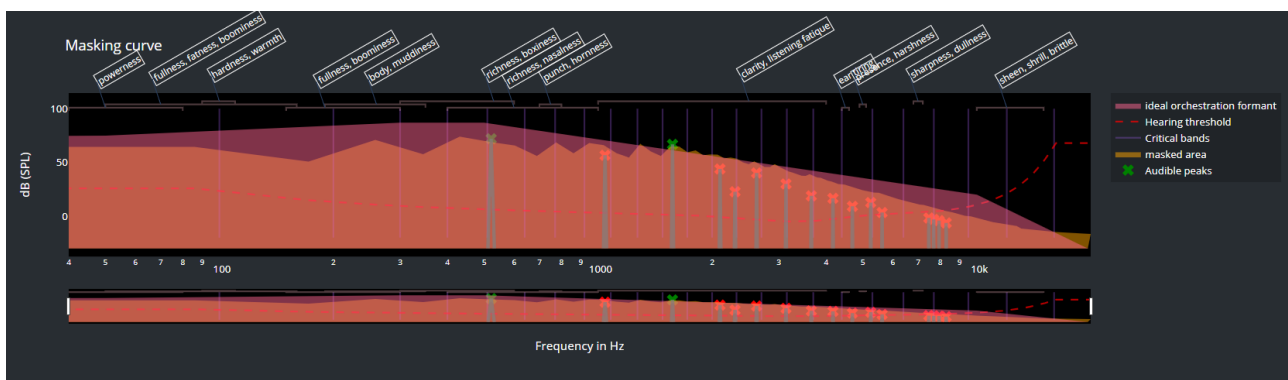 Masking curve
powerness
fullness, fatness, boominess
hardness, warmth
fullness, boominess
body, muddiness
richness, boxiness
richness, nasalness
punch, hornness
clarity, listening fatique
presence, harshness
sharpness, dullness
sheen, shrill, brittle
100
50
0
dB (SPL)
4 5 6 7 8 9 100 2 3 4 5 6 7 8 9 1000 2 3 4 5 6 7 8 9 10k
Frequency in Hz
ideal orchestration formant
Hearing threshold
Critical bands
masked area
Audible peaks